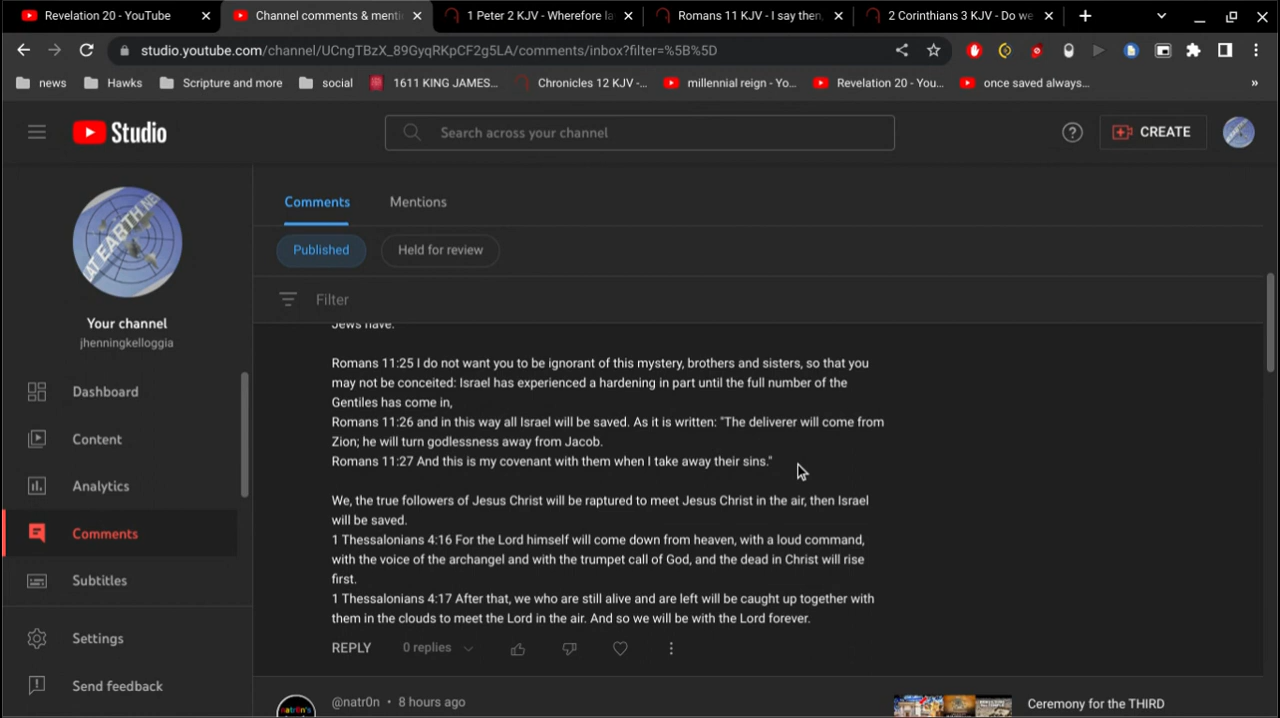 Revelation 20 - YouTube
Channel comments & menti
1 Peter 2 KJV - Wherefore la
Romans 11 KJV - I say then,
2 Corinthians 3 KJV - Do we
studio.youtube.com/channel/UCngTBzX_89GyqRKpCF2g5LA/comments/inbox?filter=%5B%5D
news
Hawks
Scripture and more
social
1611 KING JAMES...
Chronicles 12 KJV -...
millennial reign - Yo...
Revelation 20 - You...
once saved always...
»
Studio
Search across your channel
CREATE
AT EARTH NE
Your channel
jhenningkelloggia
Dashboard
Content
Analytics
Comments
Subtitles
Settings
Send feedback
Comments
Mentions
Published
Held for review
Filter
Jews have.
Romans 11:25 I do not want you to be ignorant of this mystery, brothers and sisters, so that you
may not be conceited: Israel has experienced a hardening in part until the full number of the
Gentiles has come in,
Romans 11:26 and in this way all Israel will be saved. As it is written: "The deliverer will come from
Zion; he will turn godlessness away from Jacob.
Romans 11:27 And this is my covenant with them when I take away their sins."
We, the true followers of Jesus Christ will be raptured to meet Jesus Christ in the air, then Israel
will be saved.
1 Thessalonians 4:16 For the Lord himself will come down from heaven, with a loud command,
with the voice of the archangel and with the trumpet call of God, and the dead in Christ will rise
first.
1 Thessalonians 4:17 After that, we who are still alive and are left will be caught up together with
them in the clouds to meet the Lord in the air. And so we will be with the Lord forever.
REPLY
0 replies
natr0n's
@natr0n • 8 hours ago
Ceremony for the THIRD